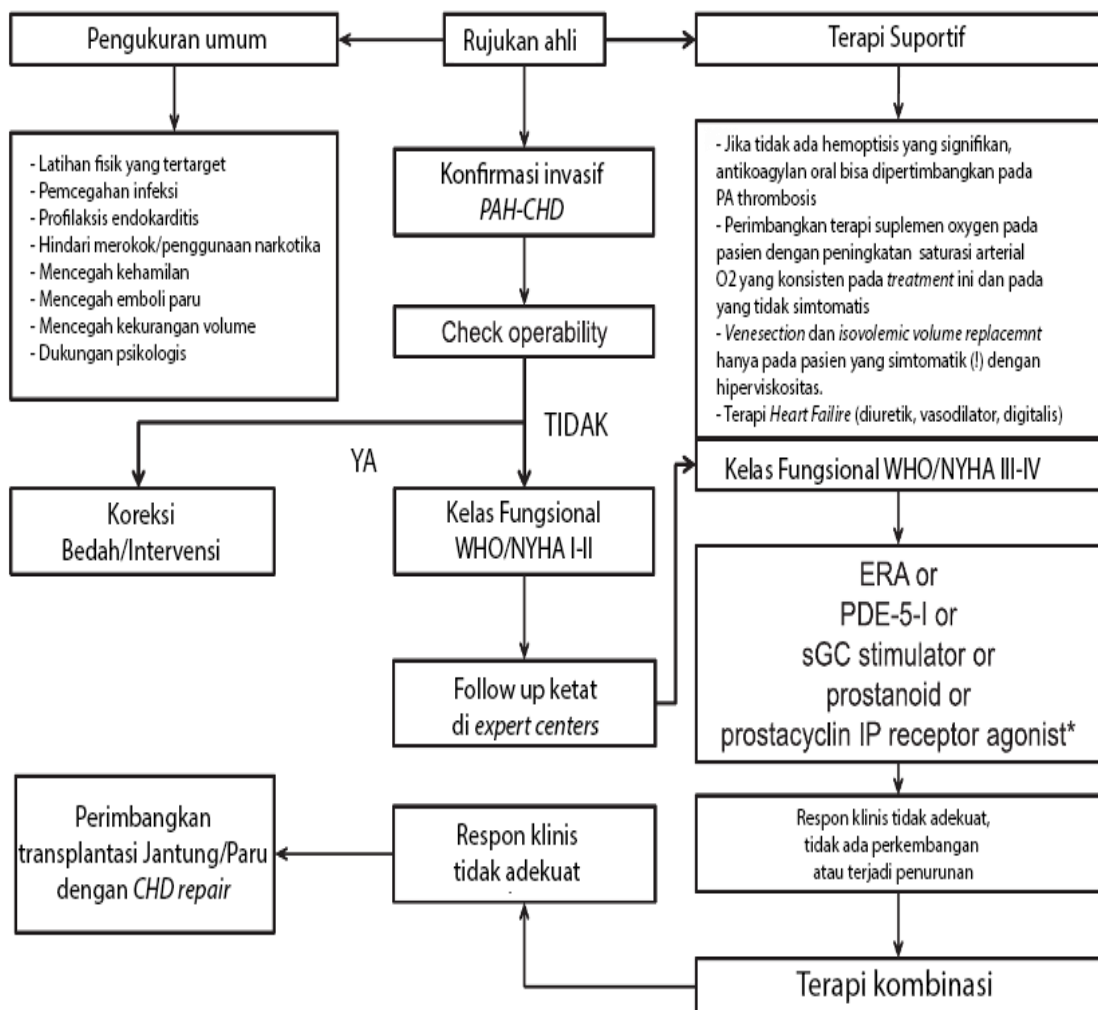 Pengukuran umum
Rujukan ahli
Terapi Suportif
- Latihan fisik yang tertarget
- Pemcegahan infeksi
- Profilaksis endokarditis
- Hindari merokok/penggunaan narkotika
- Mencegah kehamilan
- Mencegah emboli paru
- Mencegah kekurangan volume
- Dukungan psikologis
Konfirmasi invasif
PAH-CHD
- Jika tidak ada hemoptisis yang signifikan,
antikoagylan oral bisa dipertimbangkan pada
PA thrombosis
- Perimbangkan terapi suplemen oxygen pada
pasien dengan peningkatan saturasi arterial
O2 yang konsisten pada treatment ini dan pada
yang tidak simtomatis
- Venesection dan isovolemic volume replacemnt
hanya pada pasien yang simtomatik (!) dengan
hiperviskositas.
- Terapi Heart Failire (diuretik, vasodilator, digitalis)
Check operability
TIDAK
YA
Koreksi
Bedah/Intervensi
Kelas Fungsional
WHO/NYHA I-II
Kelas Fungsional WHO/NYHA III-IV
ERA or
PDE-5-I or
sGC stimulator or
prostanoid or
prostacyclin IP receptor agonist*
Follow up ketat
di expert centers
Perimbangkan
transplantasi Jantung/Paru
dengan CHD repair
Respon klinis
tidak adekuat
Respon klinis tidak adekuat,
tidak ada perkembangan
atau terjadi penurunan
Terapi kombinasi